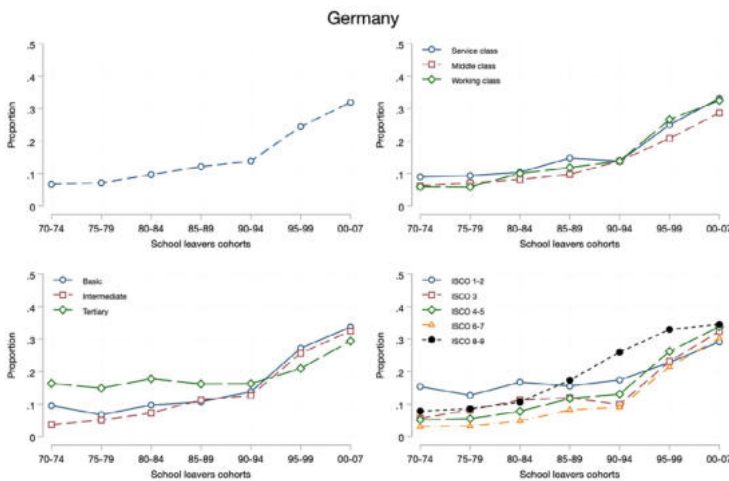 Germany
.5
.4
.3
.2
.1
0
Proportion
70-74 75-79 80-84 85-89 90-94 95-99 00-07
School leavers cohorts
Service class
Middle class
Working class
.5
.4
.3
.2
.1
0
Proportion
70-74 75-79 80-84 85-89 90-94 95-99 00-07
School leavers cohorts
Basic
Intermediate
Tertiary
.5
.4
.3
.2
.1
0
Proportion
70-74 75-79 80-84 85-89 90-94 95-99 00-07
School leavers cohorts
ISCO 1-2
ISCO 3
ISCO 4-5
ISCO 6-7
ISCO 8-9
.5
.4
.3
.2
.1
0
Proportion
70-74 75-79 80-84 85-89 90-94 95-99 00-07
School leavers cohorts